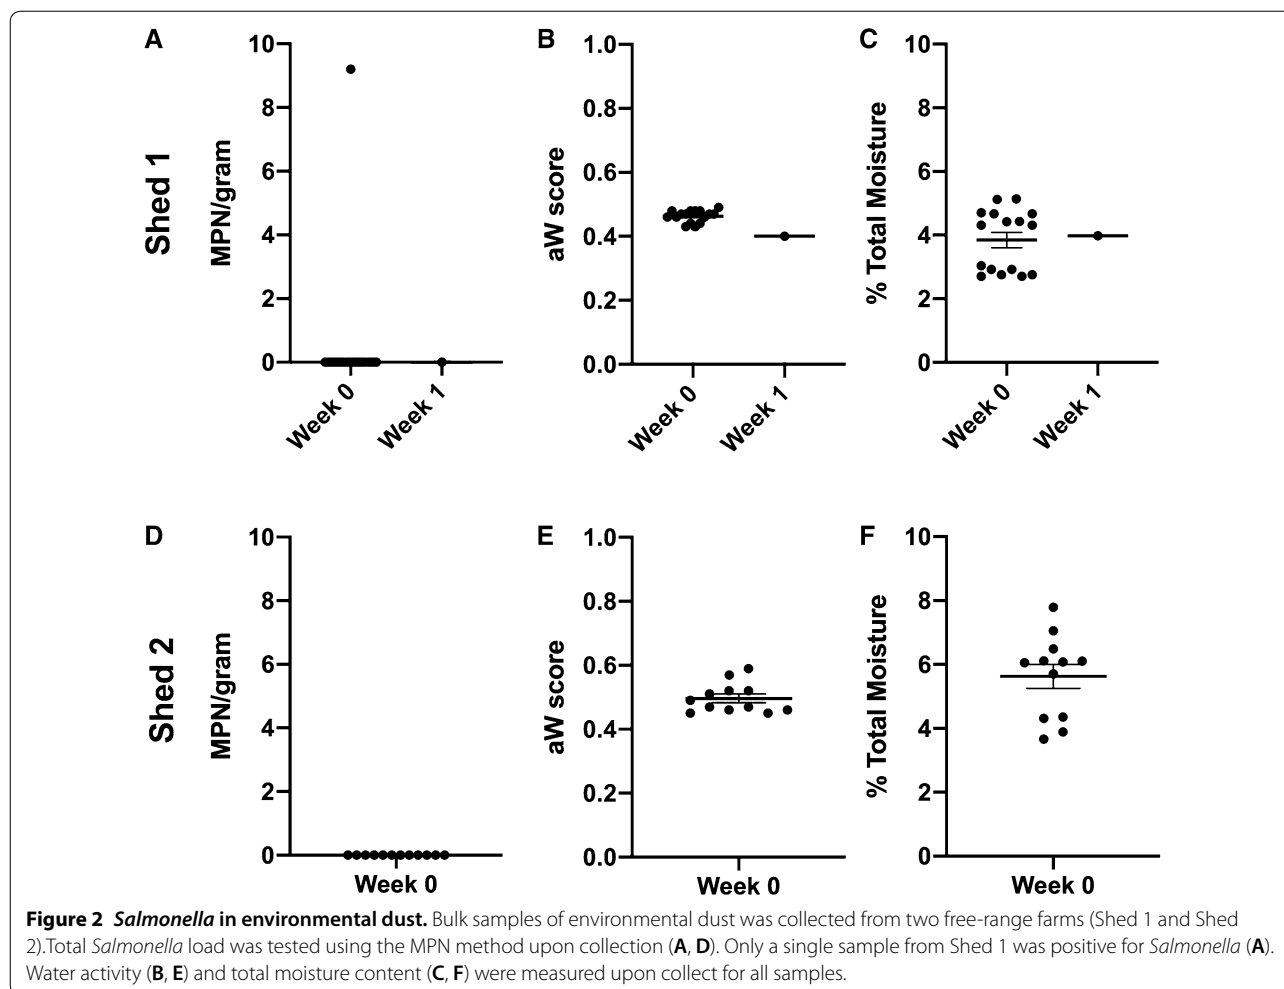 A
B
C
Shed 1
MPN/gram
10
8
6
4
2
0
Week 0
Week 1
aW score
1.0
0.8
0.6
0.4
0.2
0.0
Week 0
Week 1
% Total Moisture
10
8
6
4
2
0
Week 0
Week 1
D
E
F
Shed 2
MPN/gram
10
8
6
4
2
0
Week 0
aW score
1.0
0.8
0.6
0.4
0.2
0.0
Week 0
% Total Moisture
10
8
6
4
2
0
Week 0
Figure 2 Salmonella in environmental dust. Bulk samples of environmental dust was collected from two free-range farms (Shed 1 and Shed
2).Total Salmonella load was tested using the MPN method upon collection (A, D). Only a single sample from Shed 1 was positive for Salmonella (A).
Water activity (B, E) and total moisture content (C, F) were measured upon collect for all samples.